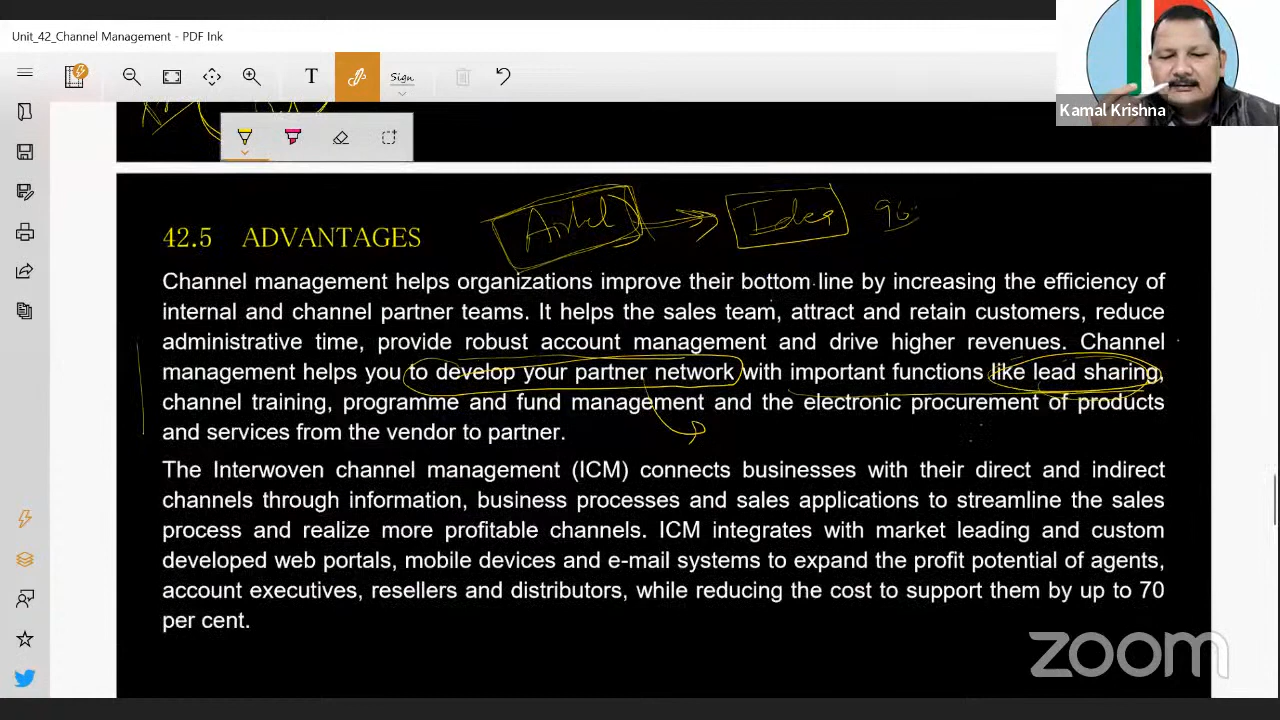 Unit_42_Channel Management - PDF Ink
T
Sign
Kamal Krishna
Airtel
Idea
42.5 ADVANTAGES
Channel management helps organizations improve their bottom line by increasing the efficiency of
internal and channel partner teams. It helps the sales team, attract and retain customers, reduce
administrative time, provide robust account management and drive higher revenues. Channel
management helps you to develop your partner network with important functions like lead sharing,
channel training, programme and fund management and the electronic procurement of products
and services from the vendor to partner.
The Interwoven channel management (ICM) connects businesses with their direct and indirect
channels through information, business processes and sales applications to streamline the sales
process and realize more profitable channels. ICM integrates with market leading and custom
developed web portals, mobile devices and e-mail systems to expand the profit potential of agents,
account executives, resellers and distributors, while reducing the cost to support them by up to 70
per cent.
zoom